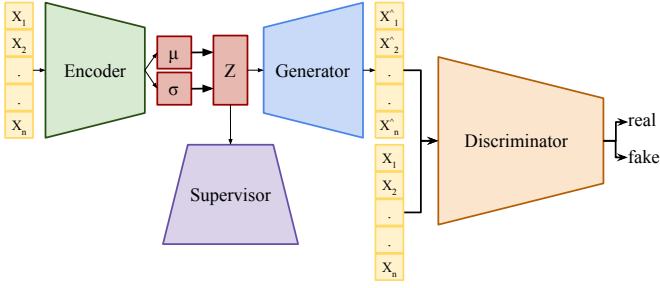 X1
X2
.
.
Xn
Encoder
μ
σ
Z
Generator
X^1
X^2
.
.
X^n
Supervisor
X1
X2
.
.
Xn
Discriminator
real
fake